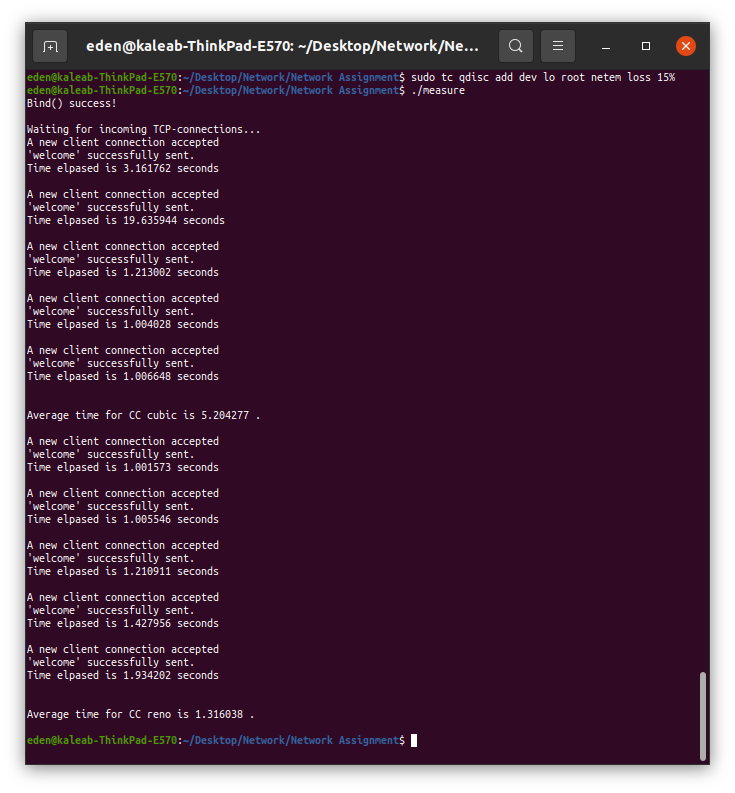 eden@kaleab-ThinkPad-E570: ~/Desktop/Network/Ne...
eden@kaleab-ThinkPad-E570:~/Desktop/Network/Network Assignment$ sudo tc qdisc add dev lo root netem loss 15%
eden@kaleab-ThinkPad-E570:~/Desktop/Network/Network Assignment$ ./measure
Bind() success!
Waiting for incoming TCP-connections...
A new client connection accepted
'welcome' successfully sent.
Time elpased is 3.161762 seconds
A new client connection accepted
'welcome' successfully sent.
Time elpased is 19.635944 seconds
A new client connection accepted
'welcome' successfully sent.
Time elpased is 1.213002 seconds
A new client connection accepted
'welcome' successfully sent.
Time elpased is 1.004028 seconds
A new client connection accepted
'welcome' successfully sent.
Time elpased is 1.006648 seconds
Average time for CC cubic is 5.204277 .
A new client connection accepted
'welcome' successfully sent.
Time elpased is 1.001573 seconds
A new client connection accepted
'welcome' successfully sent.
Time elpased is 1.005546 seconds
A new client connection accepted
'welcome' successfully sent.
Time elpased is 1.210911 seconds
A new client connection accepted
'welcome' successfully sent.
Time elpased is 1.427956 seconds
A new client connection accepted
'welcome' successfully sent.
Time elpased is 1.934202 seconds
Average time for CC reno is 1.316038 .
eden@kaleab-ThinkPad-E570:~/Desktop/Network/Network Assignment$